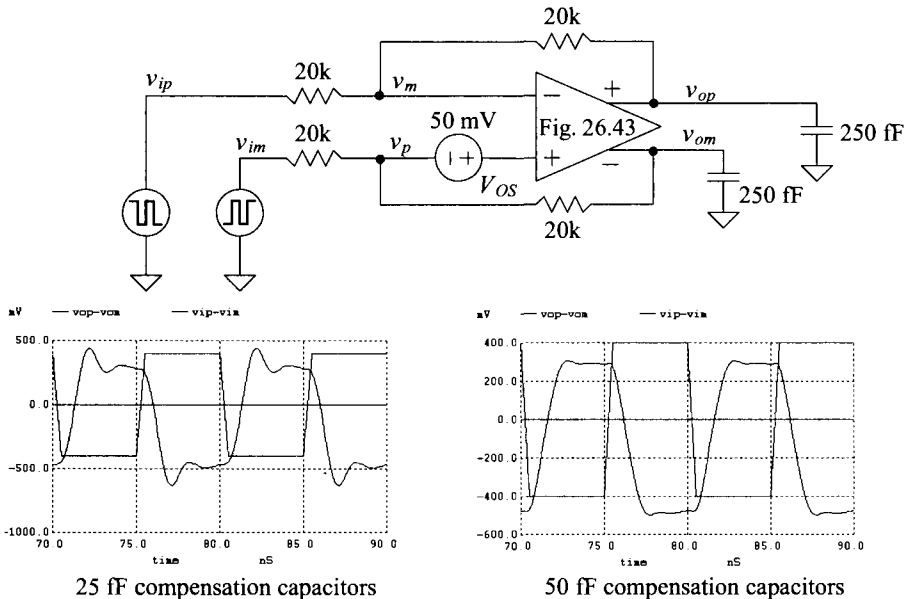 20k
20k
v_ip
v_m
+
v_op
50 mV
−
Fig. 26.43
250 fF
20k
v_im
v_p
− +
+
v_om
−
V_OS
250 fF
20k
mV — vop-vom — vip-vim
500.0
0.0
-500.0
-1000.0
70.0 75.0 80.0 85.0 90.0
time nS
25 fF compensation capacitors
mV — vop-vom — vip-vim
400.0
200.0
0.0
-200.0
-400.0
-600.0
70.0 75.0 80.0 85.0 90.0
time nS
50 fF compensation capacitors